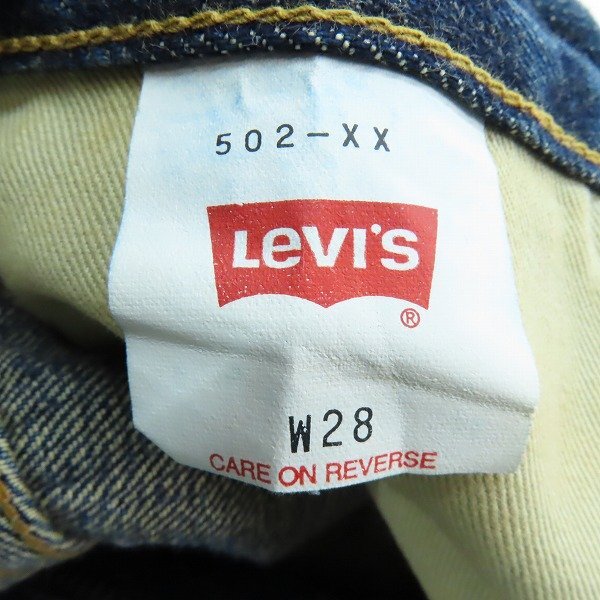 502-XX
LEVI'S
®
W28
CARE ON REVERSE